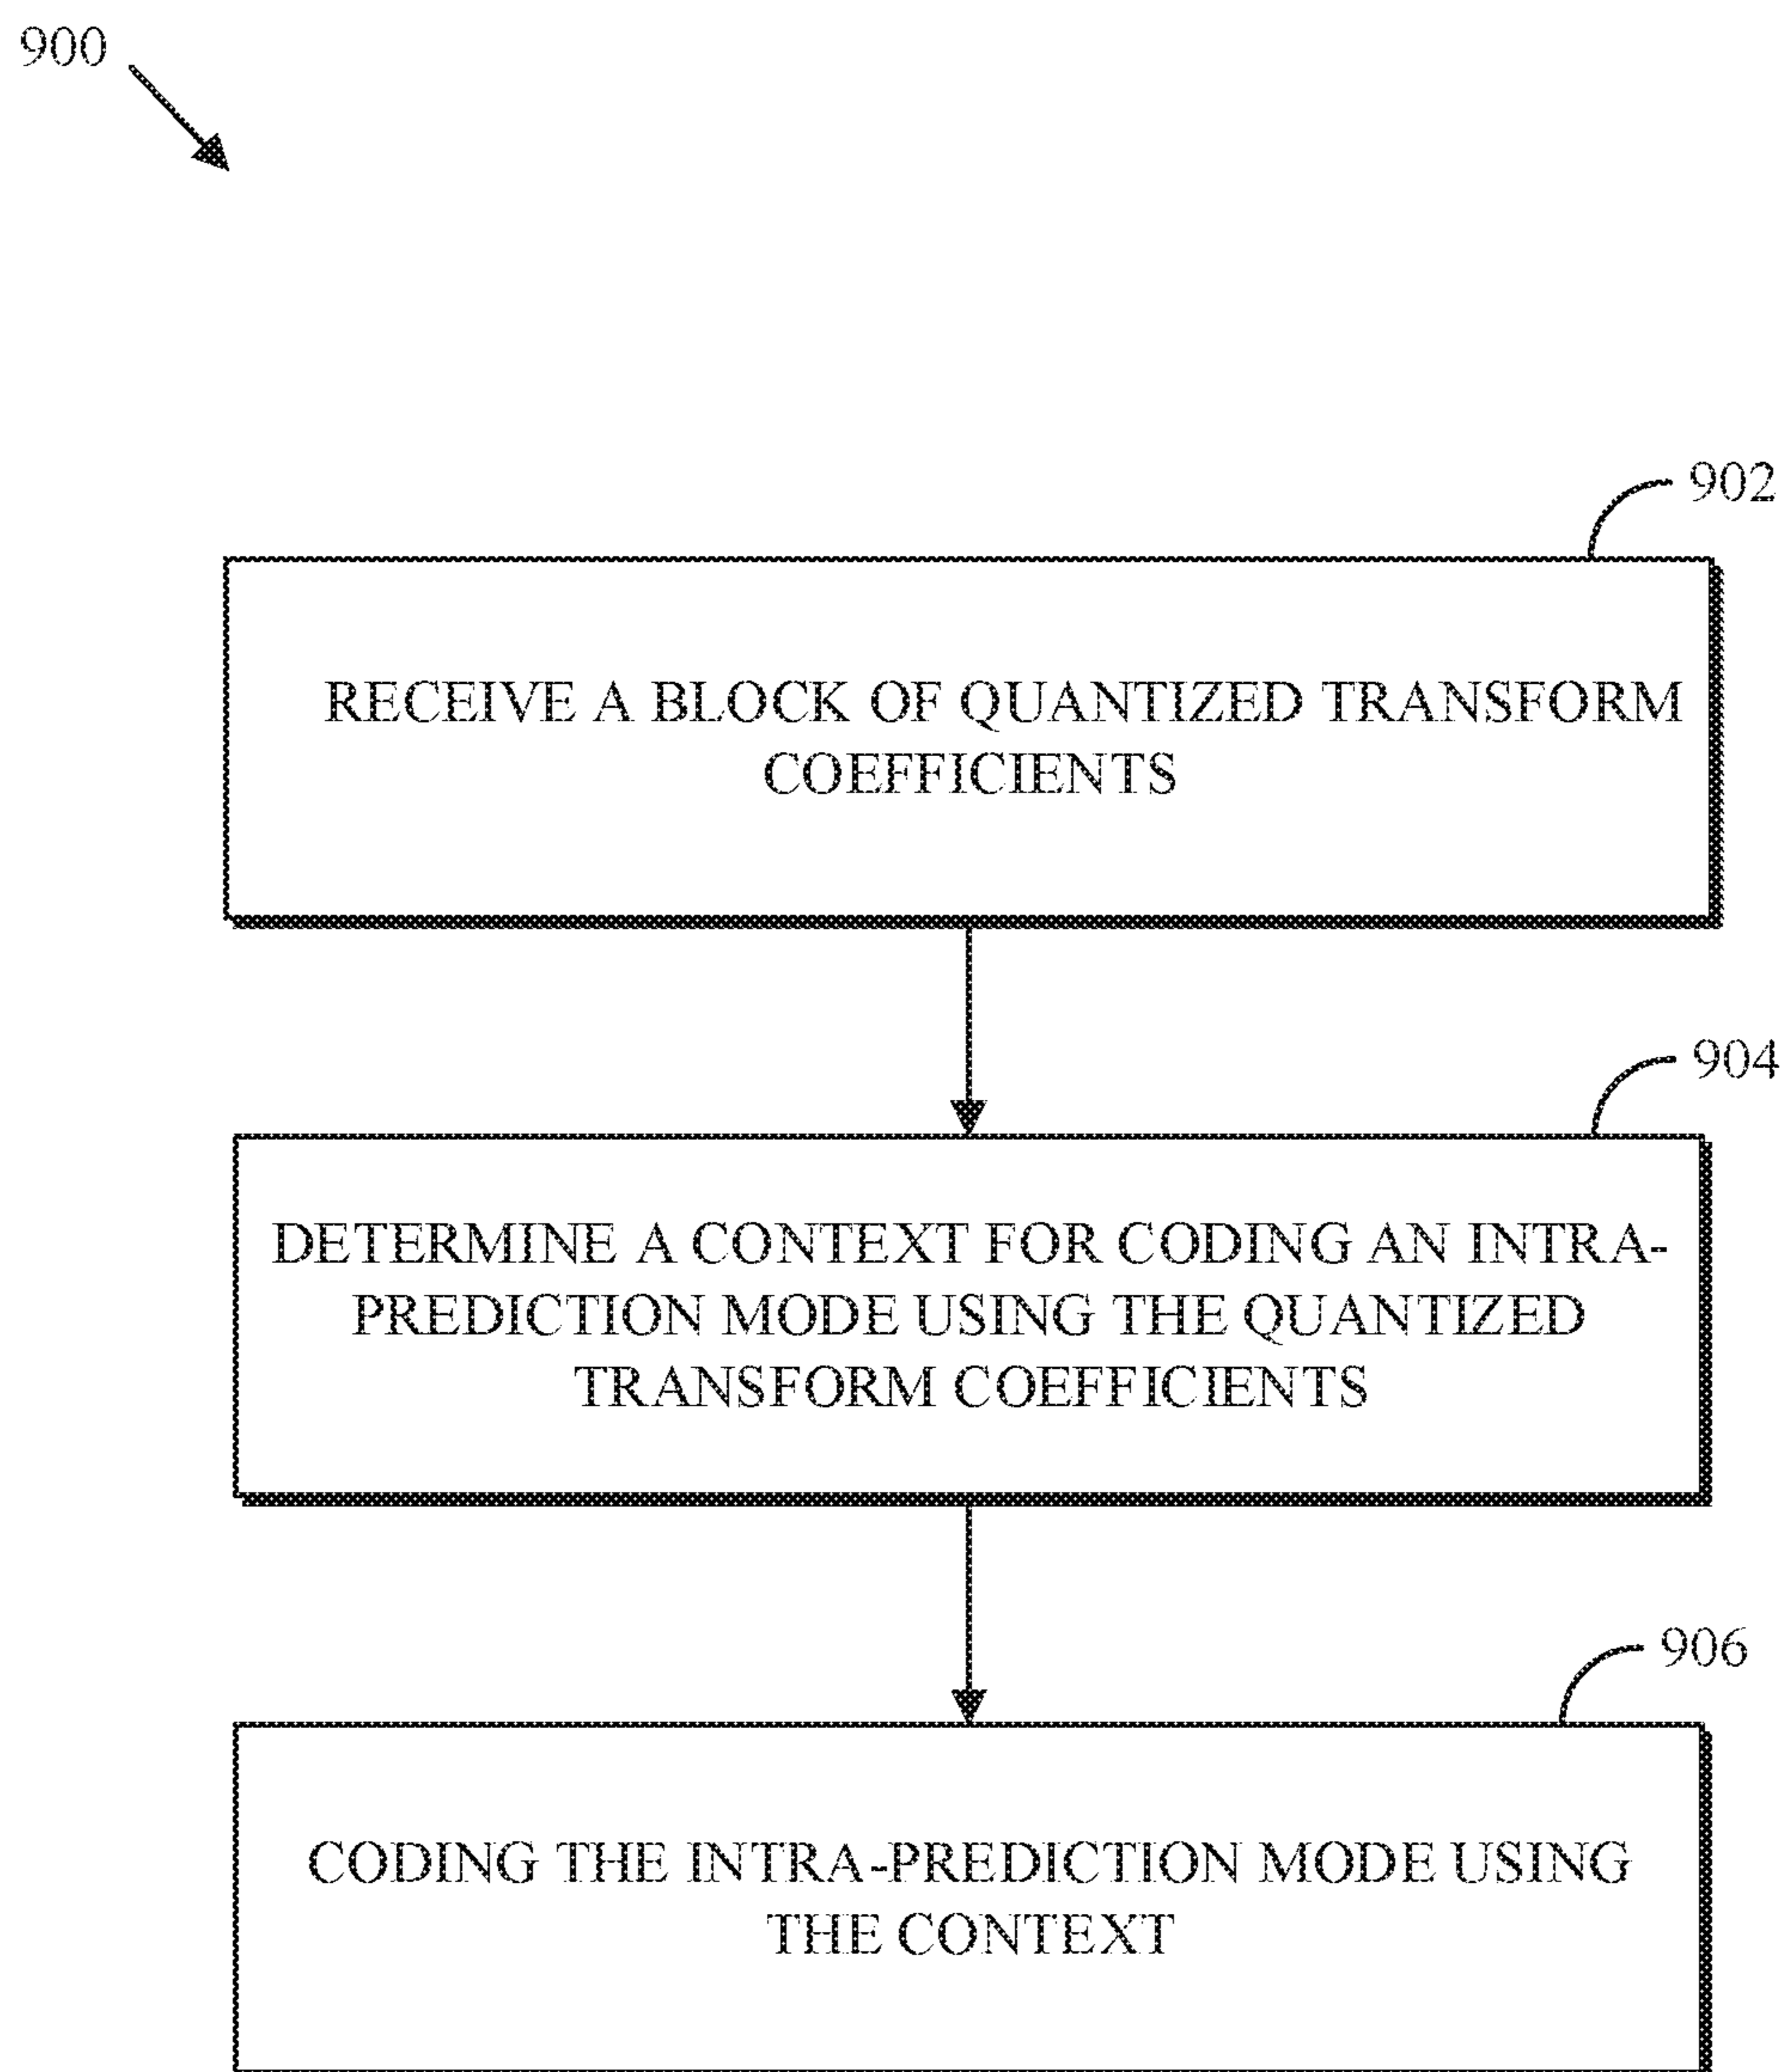 900
902
RECEIVE A BLOCK OF QUANTIZED TRANSFORM
COEFFICIENTS
904
DETERMINE A CONTEXT FOR CODING AN INTRA-
PREDICTION MODE USING THE QUANTIZED
TRANSFORM COEFFICIENTS
906
CODING THE INTRA-PREDICTION MODE USING
THE CONTEXT